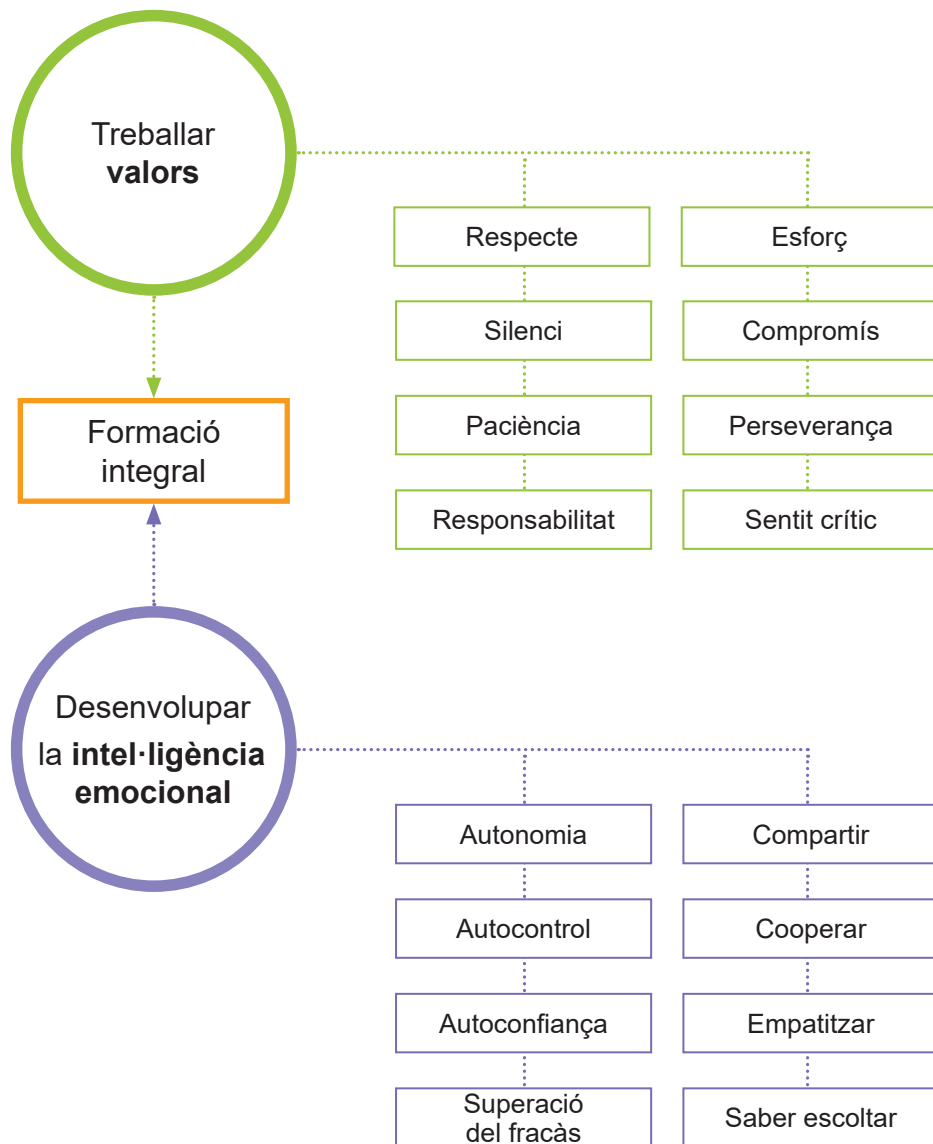 Treballar
valors
Respecte
Esforç
Silenci
Compromís
Paciència
Perseverança
Responsabilitat
Sentit crític
Formació
integral
Desenvolupar
la intel·ligència
emocional
Autonomia
Compartir
Autocontrol
Cooperar
Autoconfiança
Empatitzar
Superació
del fracàs
Saber escoltar